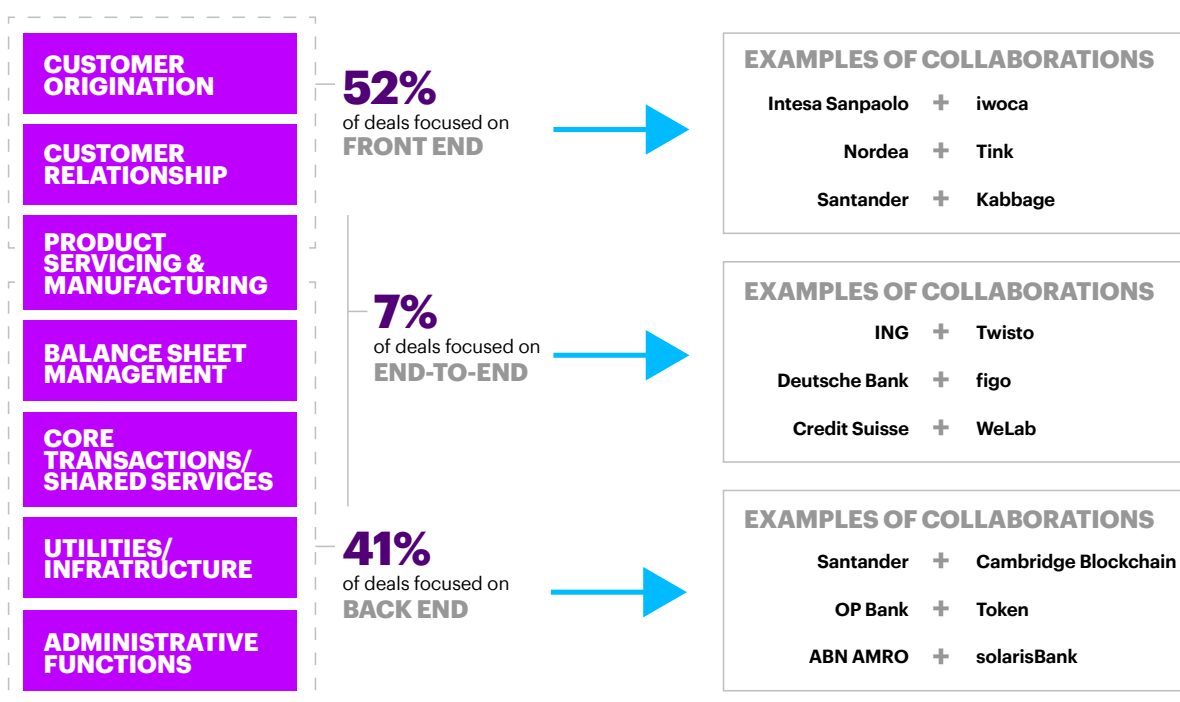 CUSTOMER
ORIGINATION
CUSTOMER
RELATIONSHIP
PRODUCT
SERVICING &
MANUFACTURING
BALANCE SHEET
MANAGEMENT
CORE
TRANSACTIONS/
SHARED SERVICES
UTILITIES/
INFRATRUCTURE
ADMINISTRATIVE
FUNCTIONS
52%
of deals focused on
FRONT END
7%
of deals focused on
END-TO-END
41%
of deals focused on
BACK END
EXAMPLES OF COLLABORATIONS
Intesa Sanpaolo + iwoca
Nordea + Tink
Santander + Kabbage
EXAMPLES OF COLLABORATIONS
ING + Twisto
Deutsche Bank + figo
Credit Suisse + WeLab
EXAMPLES OF COLLABORATIONS
Santander + Cambridge Blockchain
OP Bank + Token
ABN AMRO + solarisBank